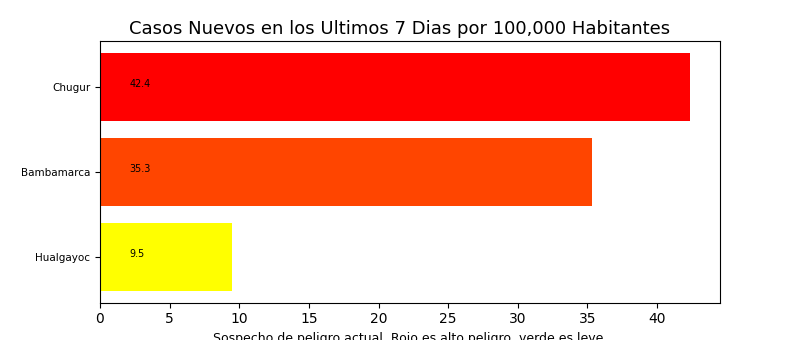 Casos Nuevos en los Ultimos 7 Dias por 100,000 Habitantes
Chugur
42.4
Bambamarca
35.3
Hualgayoc
9.5
0 5 10 15 20 25 30 35 40
Sospecho de peligro actual. Rojo es alto peligro, verde es leve